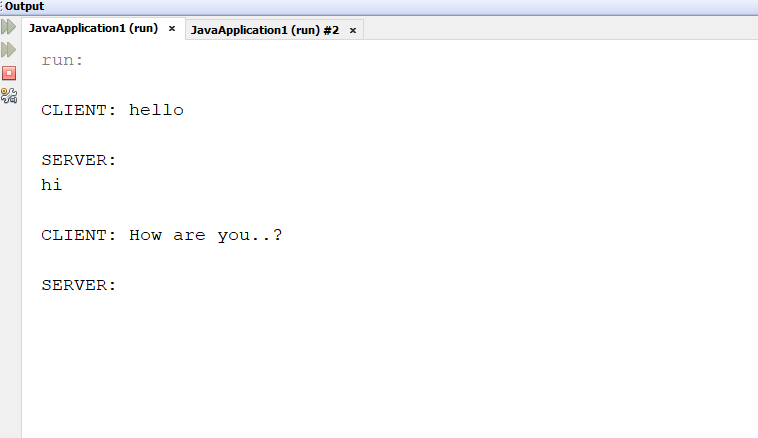 Output
JavaApplication1 (run) × JavaApplication1 (run) #2 ×
run:
CLIENT: hello
SERVER:
hi
CLIENT: How are you..?
SERVER: